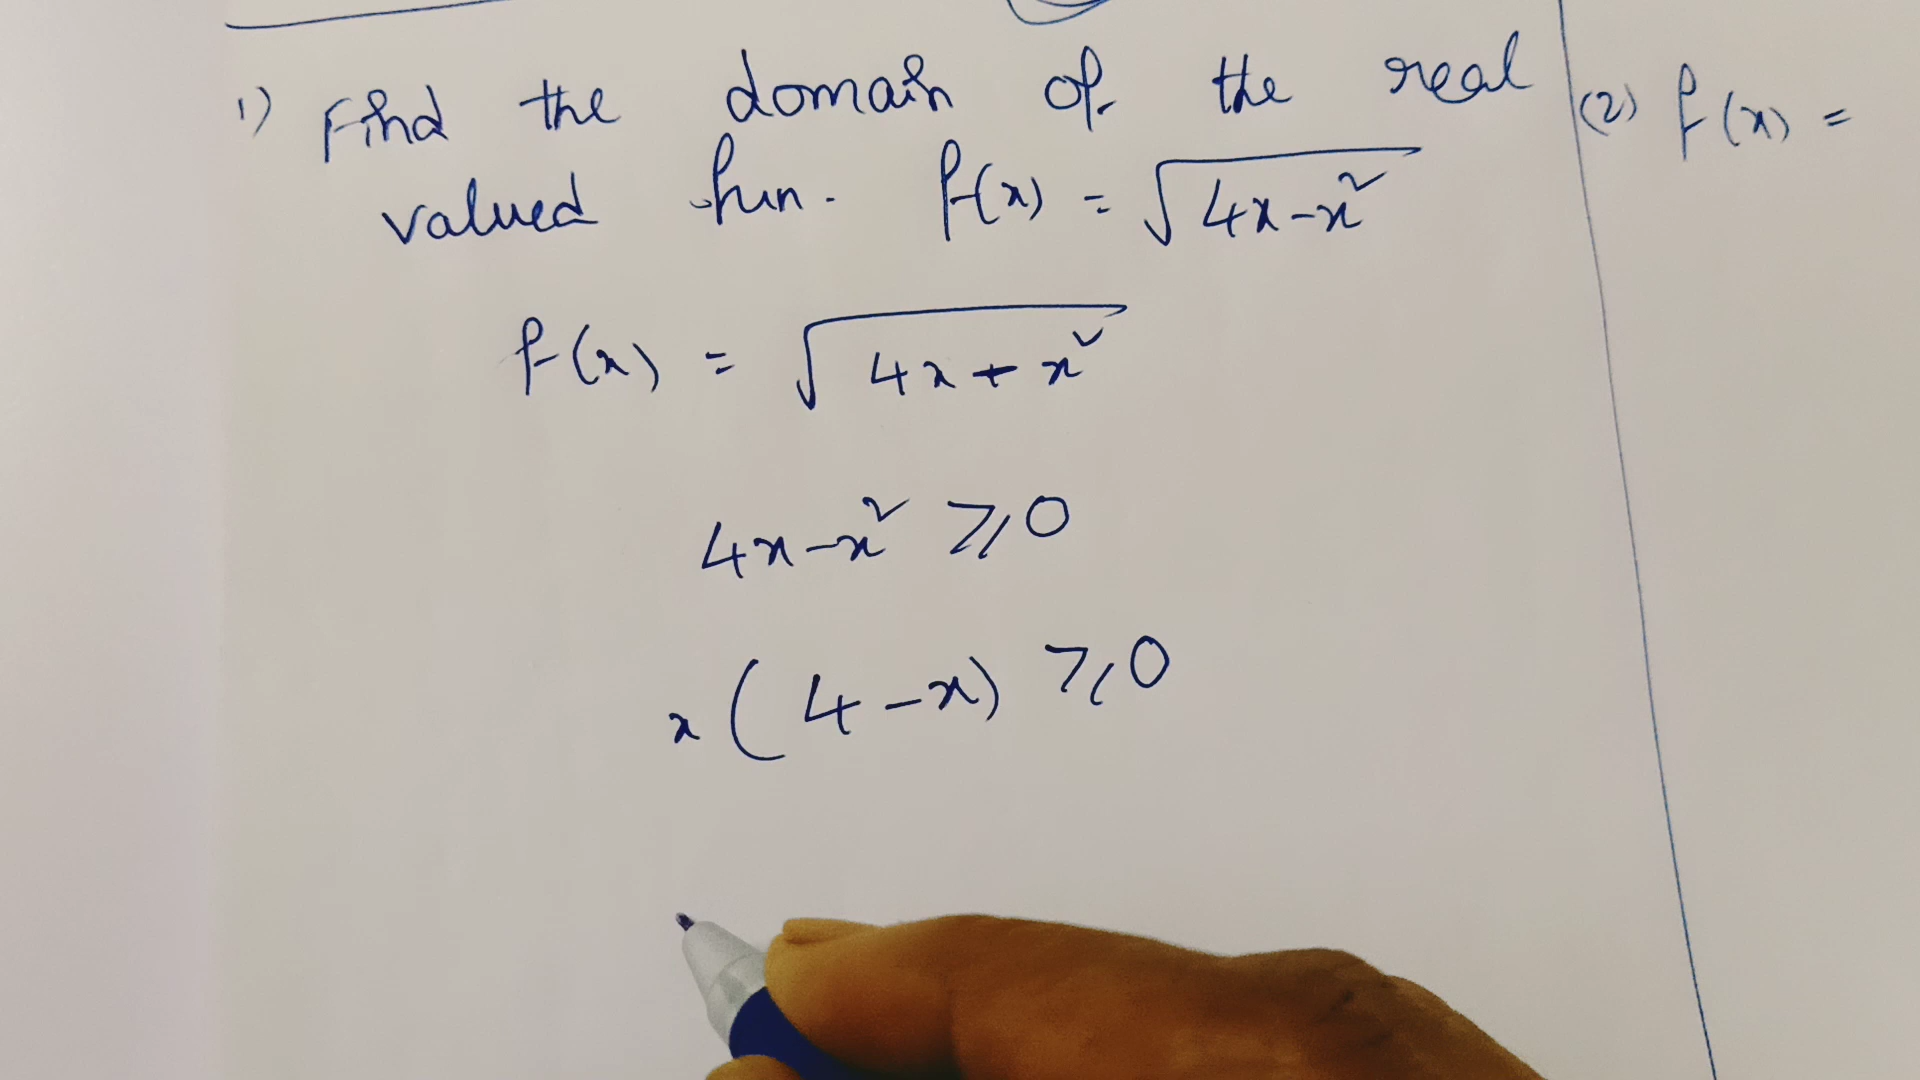 1) Find the domain of the real
valued fun. f(x) = √4x-x²
f(x) = √4x+x²
4x-x² ≥0
x(4-x) ≥0
(2) f(x) =